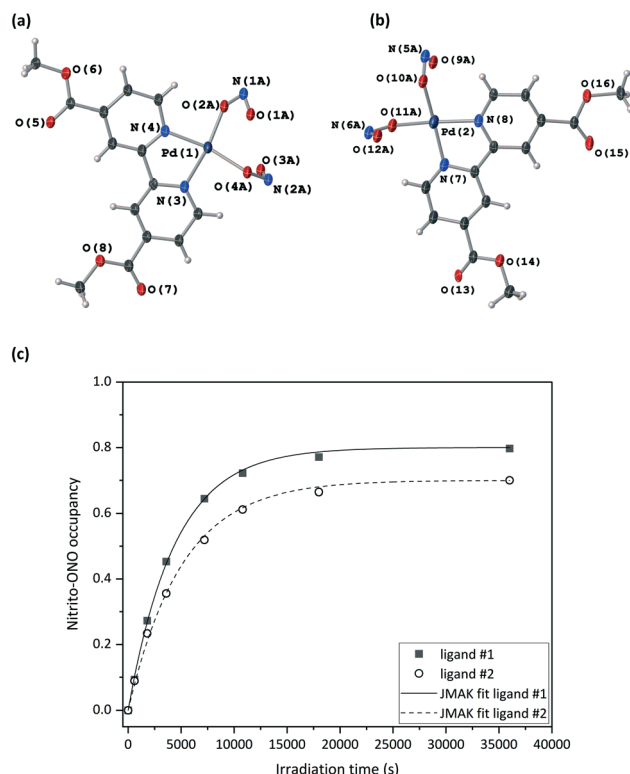 (a)
O(6)
N(1A)
O(2A)
O(5)
N(4)
O(1A)
Pd(1)
O(3A)
O(4A)
N(2A)
N(3)
O(8)
O(7)
(b)
N(5A)
O(9A)
O(10A)
O(16)
N(6A)
O(11A)
N(8)
O(12A)
Pd(2)
O(15)
N(7)
O(14)
O(13)
(c)
1.0
0.8
0.6
0.4
0.2
0.0
Nitrito-ONO occupancy
ligand #1
ligand #2
JMAK fit ligand #1
JMAK fit ligand #2
0 5000 10000 15000 20000 25000 30000 35000 40000
Irradiation time (s)